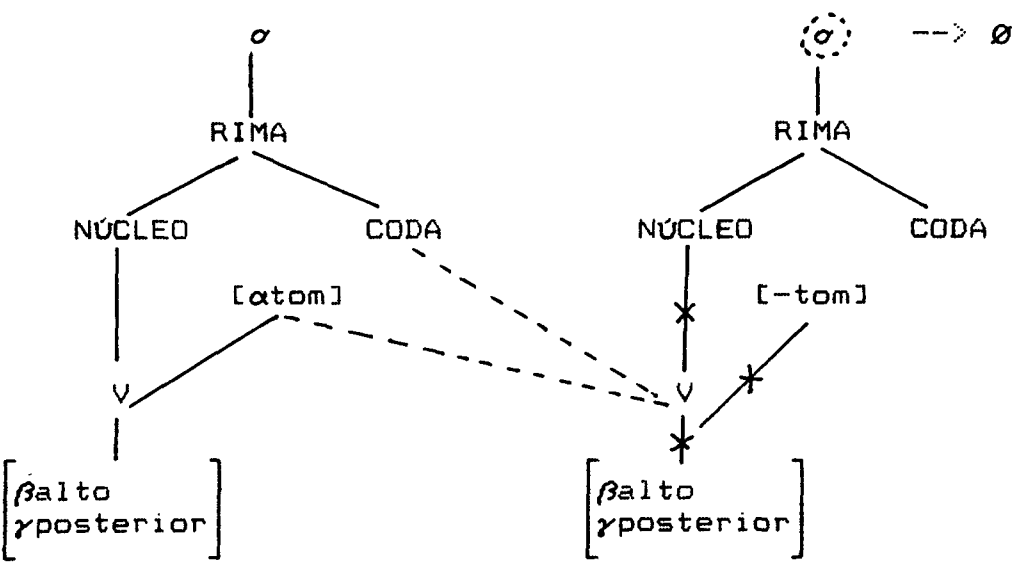 σ σ --> Ø
RIMA RIMA
NÚCLEO CODA NÚCLEO CODA
[αtom] [-tom]
V V
[βalto [βalto
γposterior] γposterior]